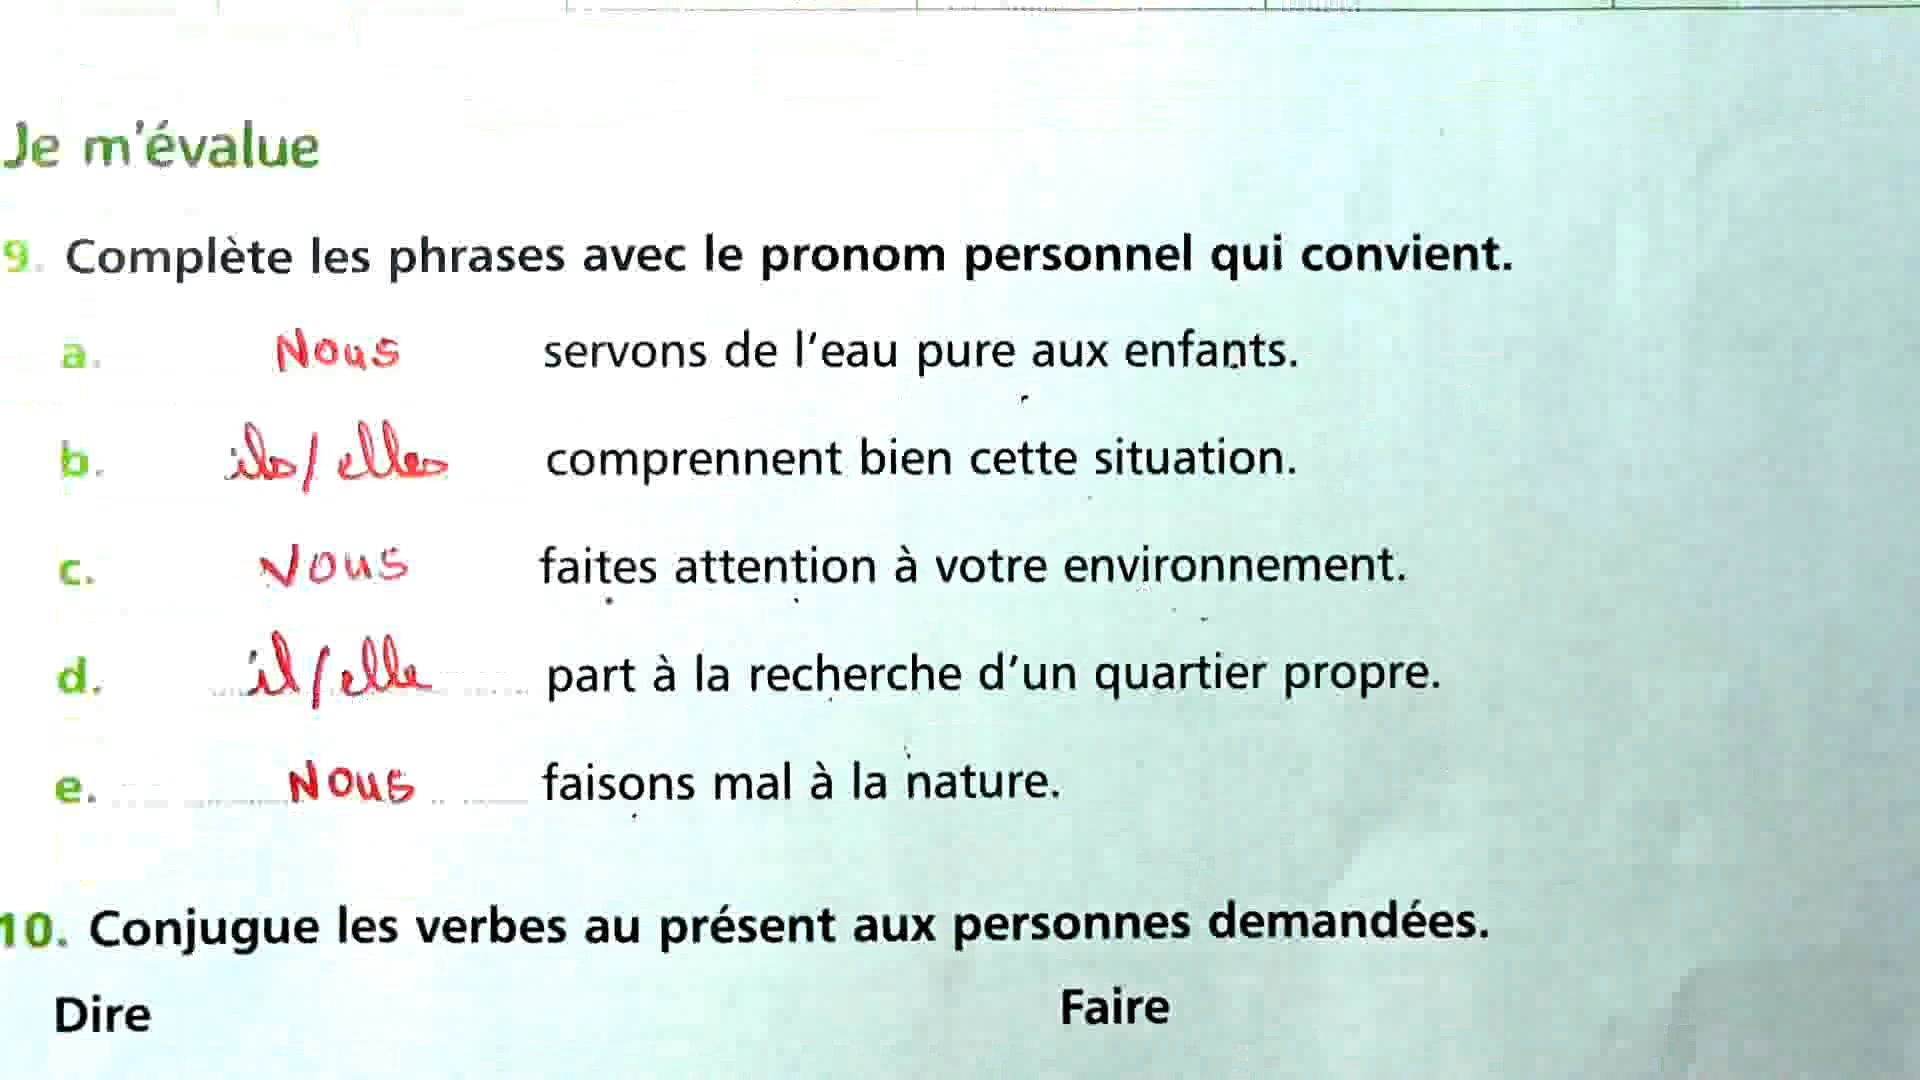 Je m'évalue
9. Complète les phrases avec le pronom personnel qui convient.
a. Nous servons de l'eau pure aux enfants.
b. ils/elles comprennent bien cette situation.
c. Vous faites attention à votre environnement.
d. il/elle part à la recherche d'un quartier propre.
e. Nous faisons mal à la nature.
10. Conjugue les verbes au présent aux personnes demandées.
Dire Faire